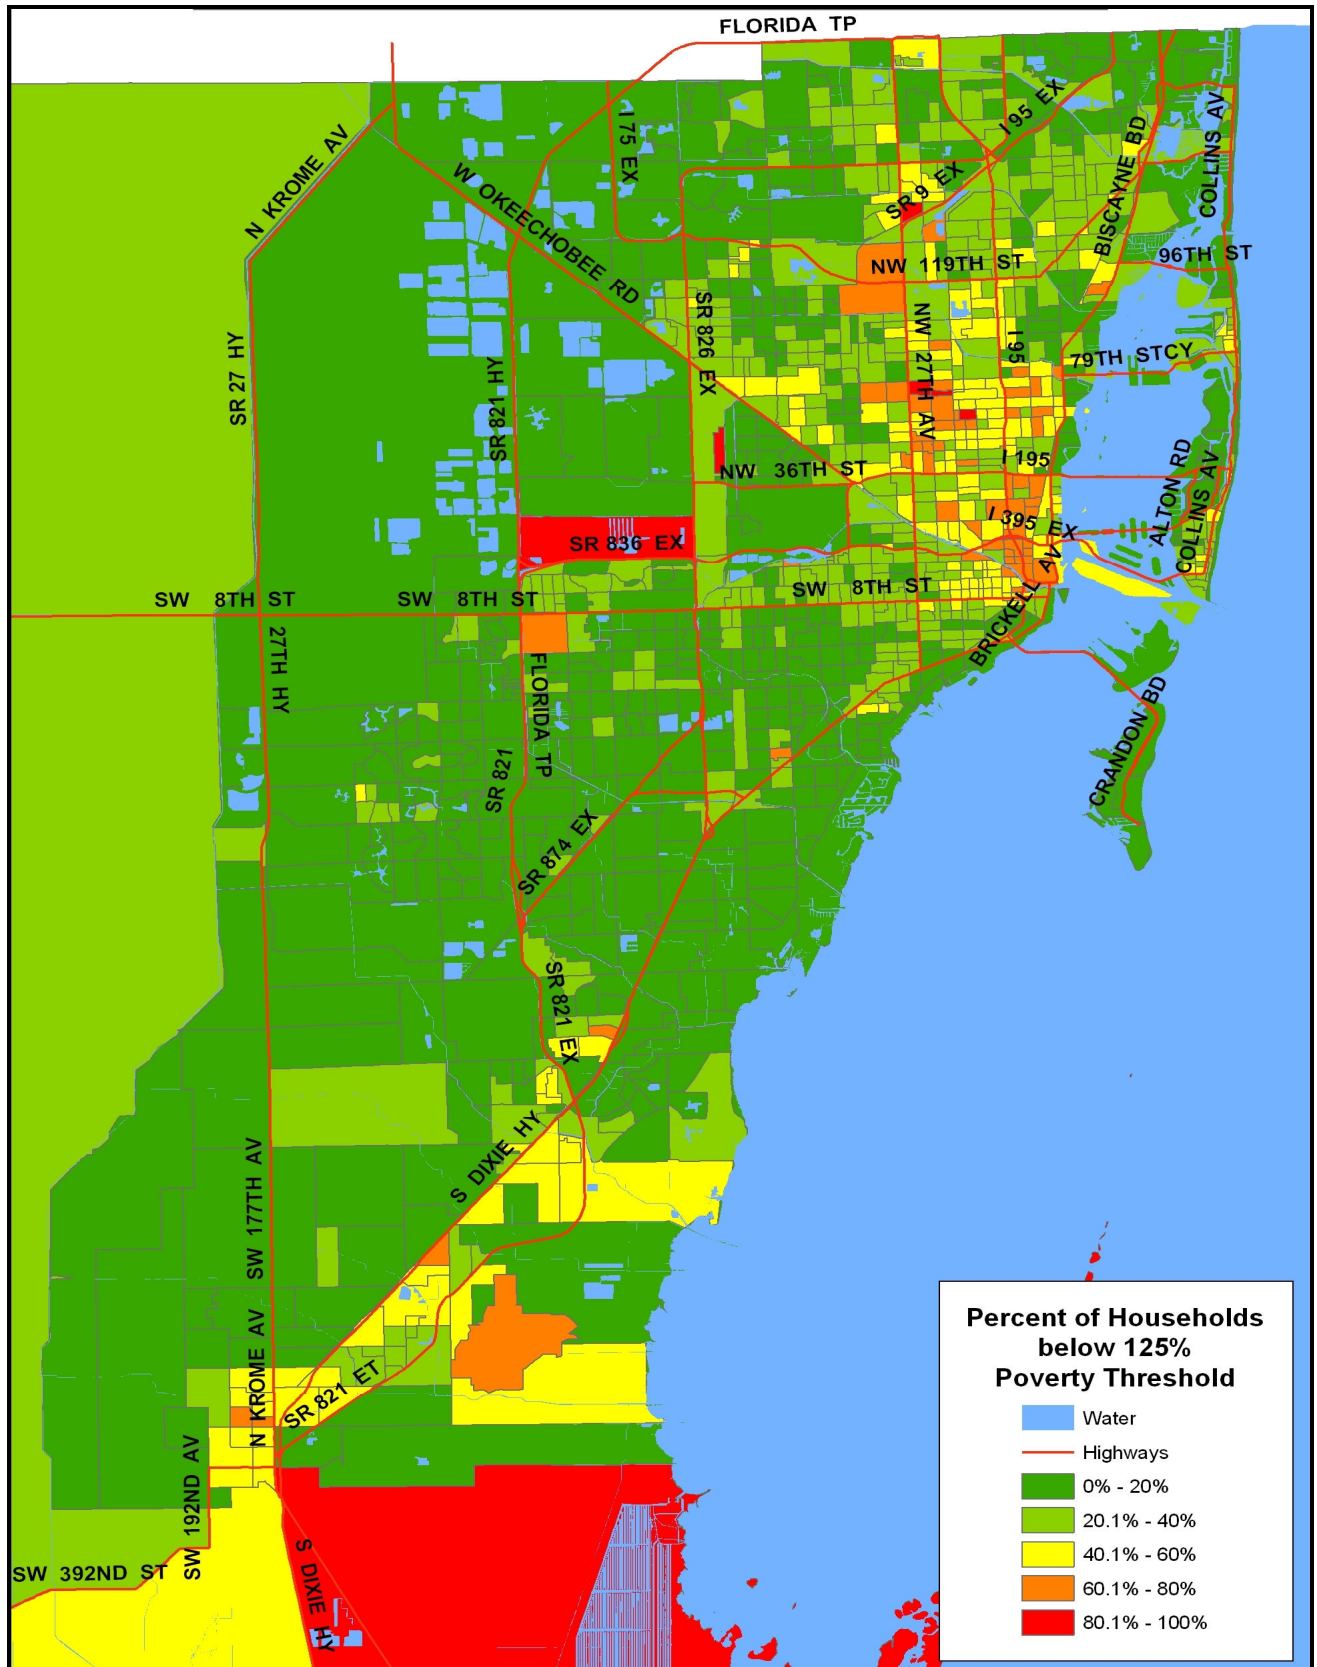 FLORIDA TP
I 75 EX
I 95 EX
COLLINS AV
N KROME AV
W OKEECHOBEE RD
SR 9 EX
BISCAYNE BD
96TH ST
NW 119TH ST
SR 826 EX
NW 27TH AV
I 95
79TH STCY
SR 27 HY
SR 821 HY
NW 36TH ST
I 195
ALTON RD
COLLINS AV
I 395 EX
SR 836 EX
SW 8TH ST
SW 8TH ST
SW 8TH ST
BRICKELL AV
27TH HY
FLORIDA TP
CRANDON BD
SR 821
SR 874 EX
SR 821 EX
S DIXIE HY
SW 177TH AV
N KROME AV
SR 821 ET
SW 192ND AV
SW 392ND ST
S DIXIE HY
Percent of Households
below 125%
Poverty Threshold
Water
Highways
0% - 20%
20.1% - 40%
40.1% - 60%
60.1% - 80%
80.1% - 100%